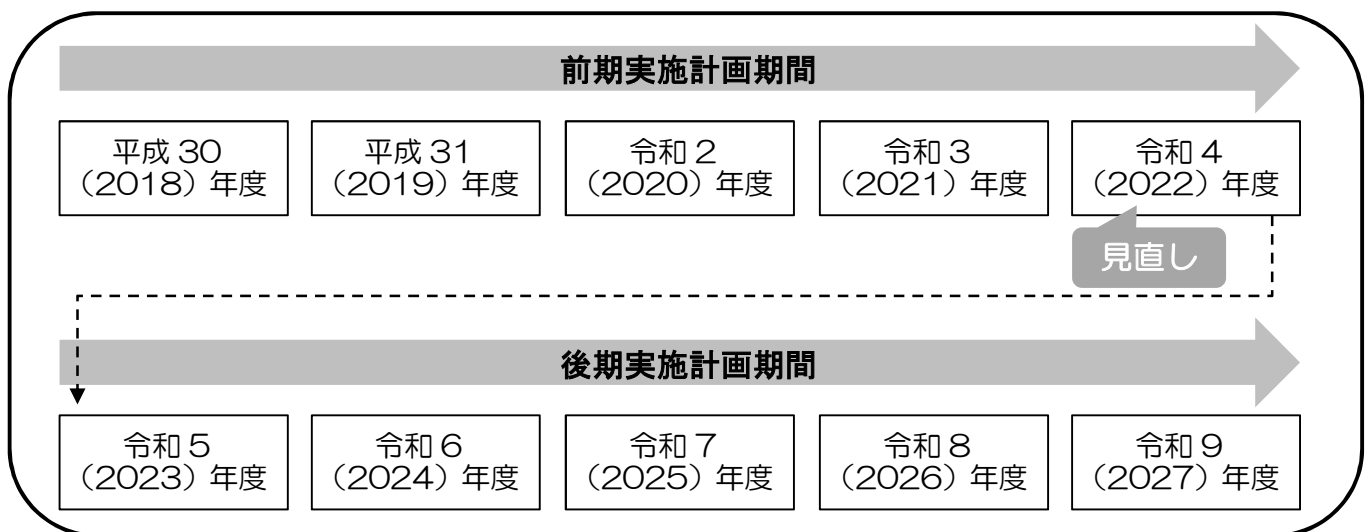 前期実施計画期間
平成30
(2018)年度
平成31
(2019)年度
令和2
(2020)年度
令和3
(2021)年度
令和4
(2022)年度
見直し
後期実施計画期間
令和5
(2023)年度
令和6
(2024)年度
令和7
(2025)年度
令和8
(2026)年度
令和9
(2027)年度